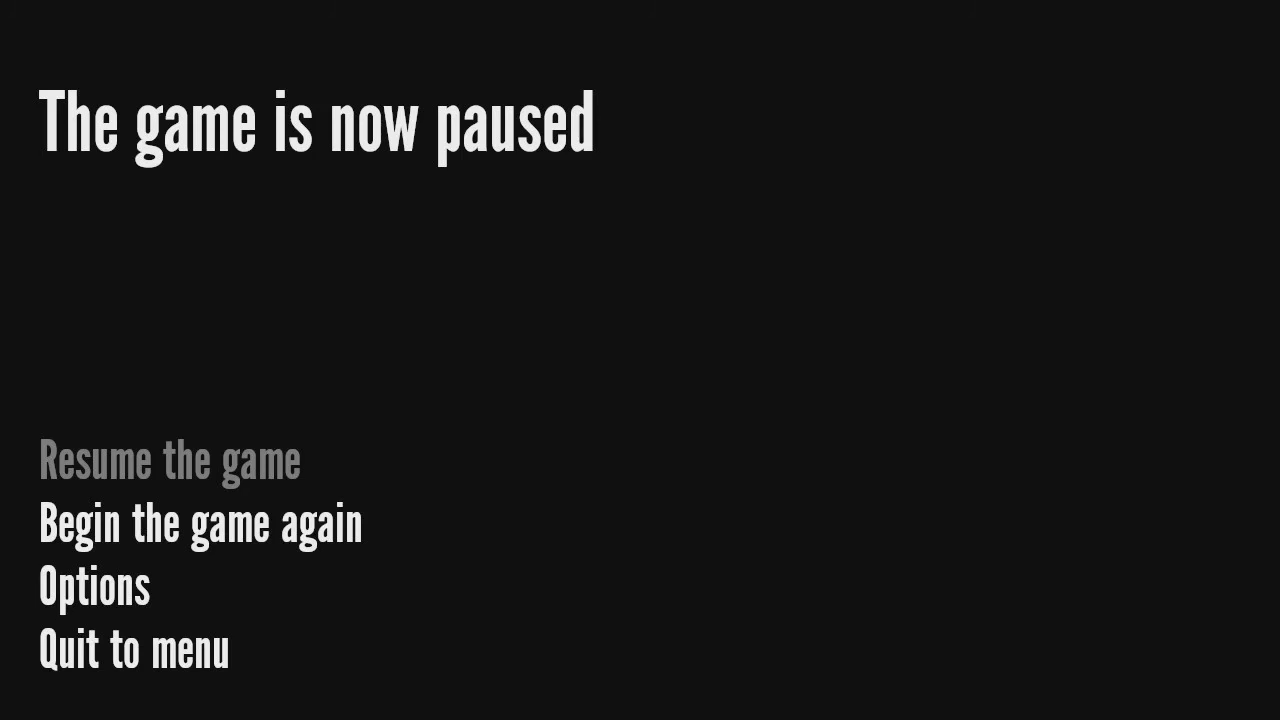 The game is now paused
Resume the game
Begin the game again
Options
Quit to menu